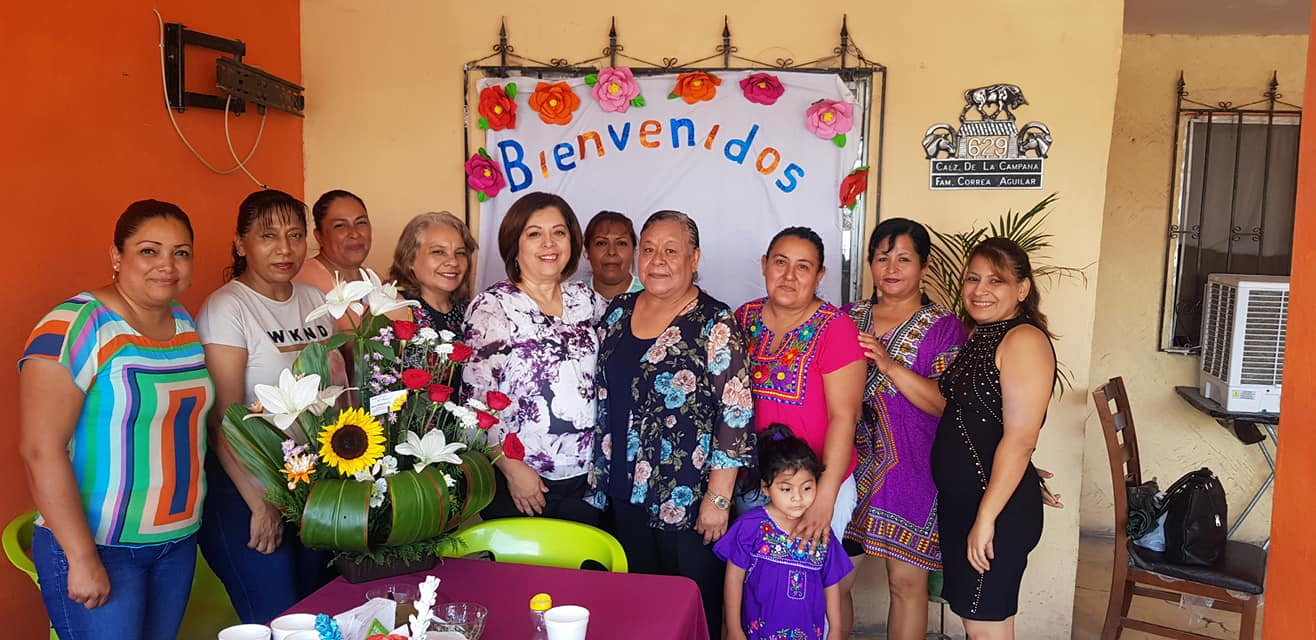 Bienvenidos
629
CALZ. DE LA CAMPANA
FAM. CORREA AGUILAR
WKND